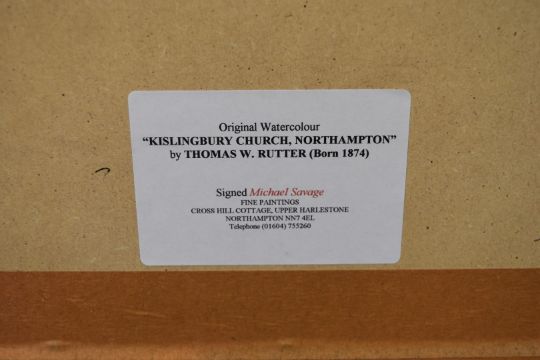 Original Watercolour
“KISLINGBURY CHURCH, NORTHAMPTON”
by THOMAS W. RUTTER (Born 1874)
Signed Michael Savage
FINE PAINTINGS
CROSS HILL COTTAGE, UPPER HARLESTONE
NORTHAMPTON NN7 4EL
Telephone (01604) 755260